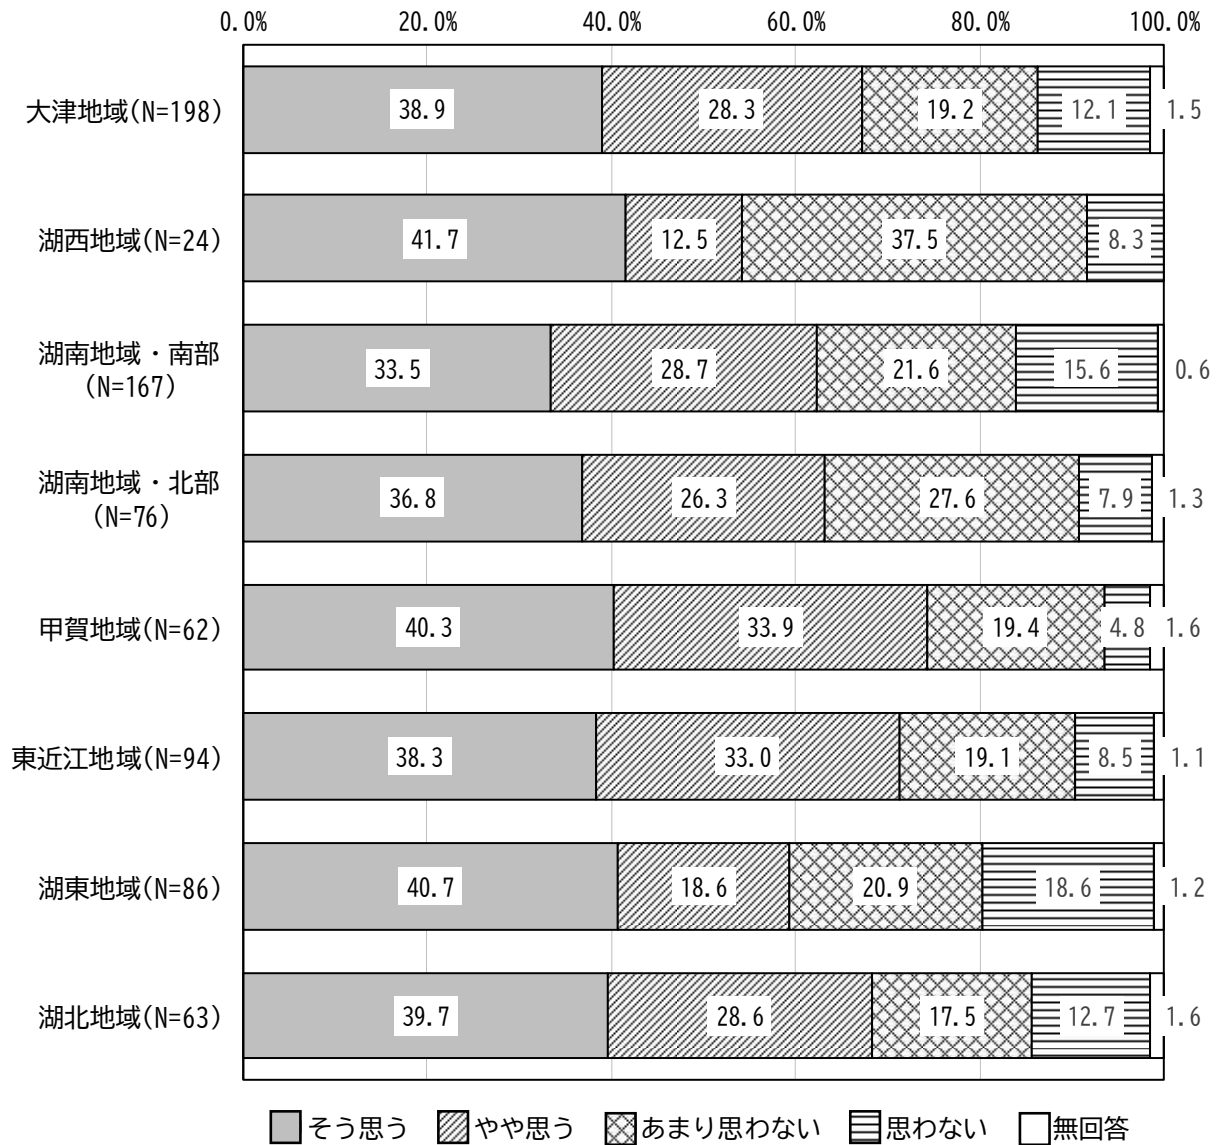 0.0% 20.0% 40.0% 60.0% 80.0% 100.0%
大津地域(N=198) 38.9 28.3 19.2 12.1 1.5
湖西地域(N=24) 41.7 12.5 37.5 8.3
湖南地域・南部
(N=167) 33.5 28.7 21.6 15.6 0.6
湖南地域・北部
(N=76) 36.8 26.3 27.6 7.9 1.3
甲賀地域(N=62) 40.3 33.9 19.4 4.8 1.6
東近江地域(N=94) 38.3 33.0 19.1 8.5 1.1
湖東地域(N=86) 40.7 18.6 20.9 18.6 1.2
湖北地域(N=63) 39.7 28.6 17.5 12.7 1.6
そう思う やや思う あまり思わない 思わない 無回答